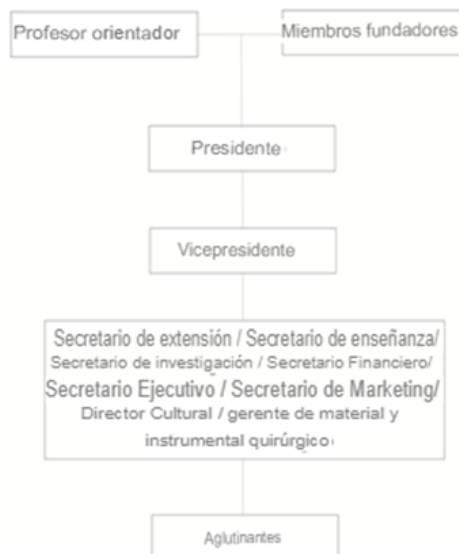 Profesor orientador
Miembros fundadores
Presidente
Vicepresidente
Secretario de extensión / Secretario de enseñanza/
Secretario de investigación / Secretario Financiero/
Secretario Ejecutivo / Secretario de Marketing/
Director Cultural / gerente de material y
instrumental quirúrgico
Aglutinantes